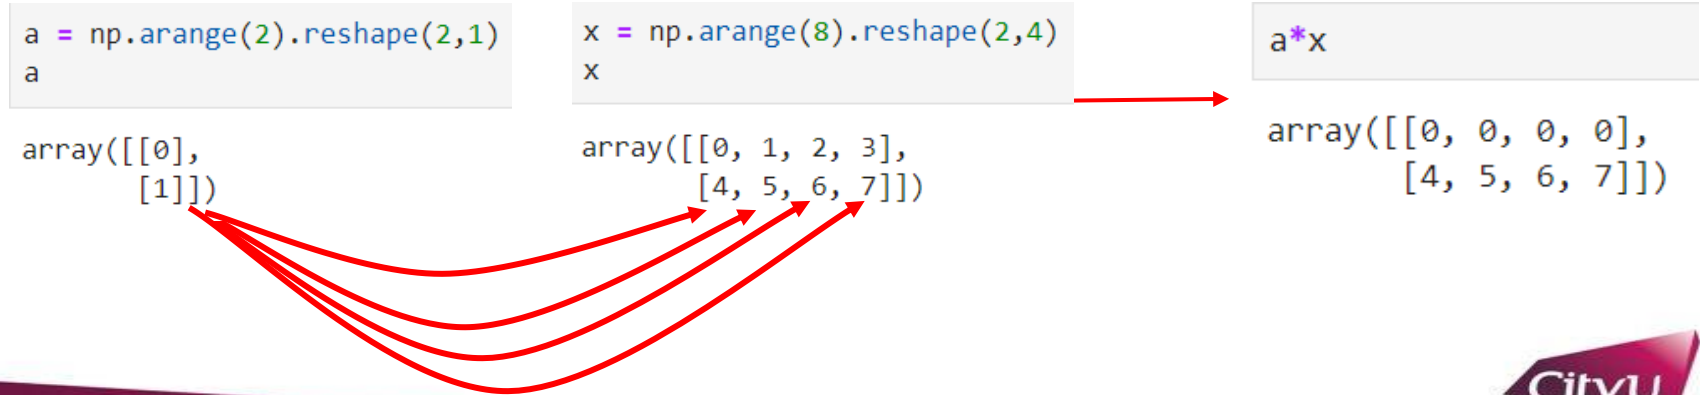 a = np.arange(2).reshape(2,1)
a
array([[0],
[1]])
x = np.arange(8).reshape(2,4)
x
array([[0, 1, 2, 3],
[4, 5, 6, 7]])
a*x
array([[0, 0, 0, 0],
[4, 5, 6, 7]])
CityU